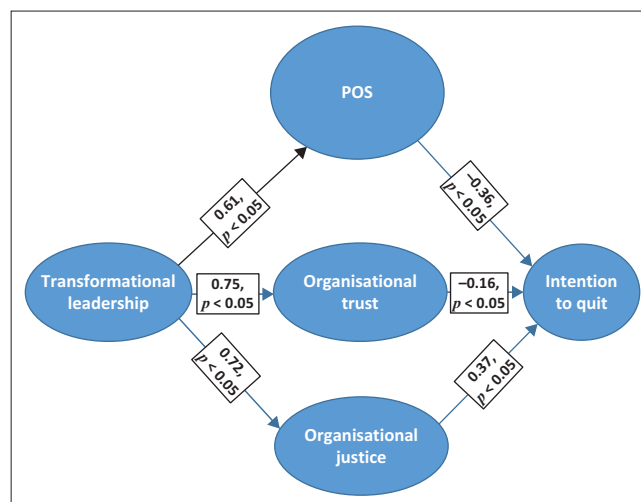 POS
0.61,
p < 0.05
−0.36,
p < 0.05
Transformational
leadership
0.75,
p < 0.05
Organisational
trust
−0.16,
p < 0.05
Intention
to quit
0.72,
p < 0.05
0.37,
p < 0.05
Organisational
justice